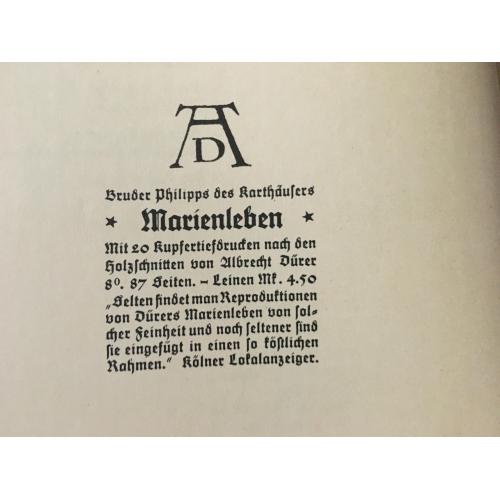 AD
Bruder Philipps des Karthäusers
* Marienleben *
Mit 20 Kupfertiefdrucken nach den
Holzschnitten von Albrecht Dürer
8º. 87 Seiten. – Leinen Mk. 4.50
„Selten findet man Reproduktionen
von Dürers Marienleben von sol-
cher Feinheit und noch seltener sind
sie eingefügt in einen so köstlichen
Rahmen.“ Kölner Lokalanzeiger.